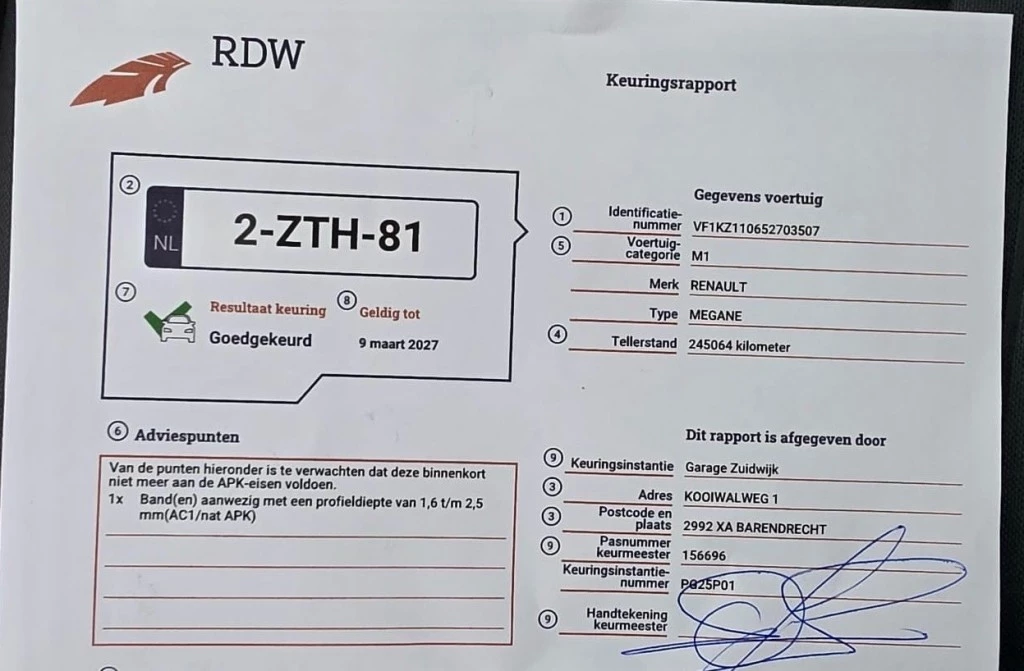 RDW
Keuringsrapport
2
NL
2-ZTH-81
7
Resultaat keuring
Goedgekeurd
8
Geldig tot
9 maart 2027
Gegevens voertuig
1 Identificatie-
nummer VF1KZ110652703507
5 Voertuig-
categorie M1
Merk RENAULT
Type MEGANE
4 Tellerstand 245064 kilometer
6 Adviespunten
Van de punten hieronder is te verwachten dat deze binnenkort
niet meer aan de APK-eisen voldoen.
1x Band(en) aanwezig met een profieldiepte van 1,6 t/m 2,5
mm(AC1/nat APK)
Dit rapport is afgegeven door
9 Keuringsinstantie Garage Zuidwijk
3 Adres KOOIWALWEG 1
3 Postcode en
plaats 2992 XA BARENDRECHT
9 Pasnummer
keurmeester 156696
Keuringsinstantie-
nummer PG25P01
9 Handtekening
keurmeester